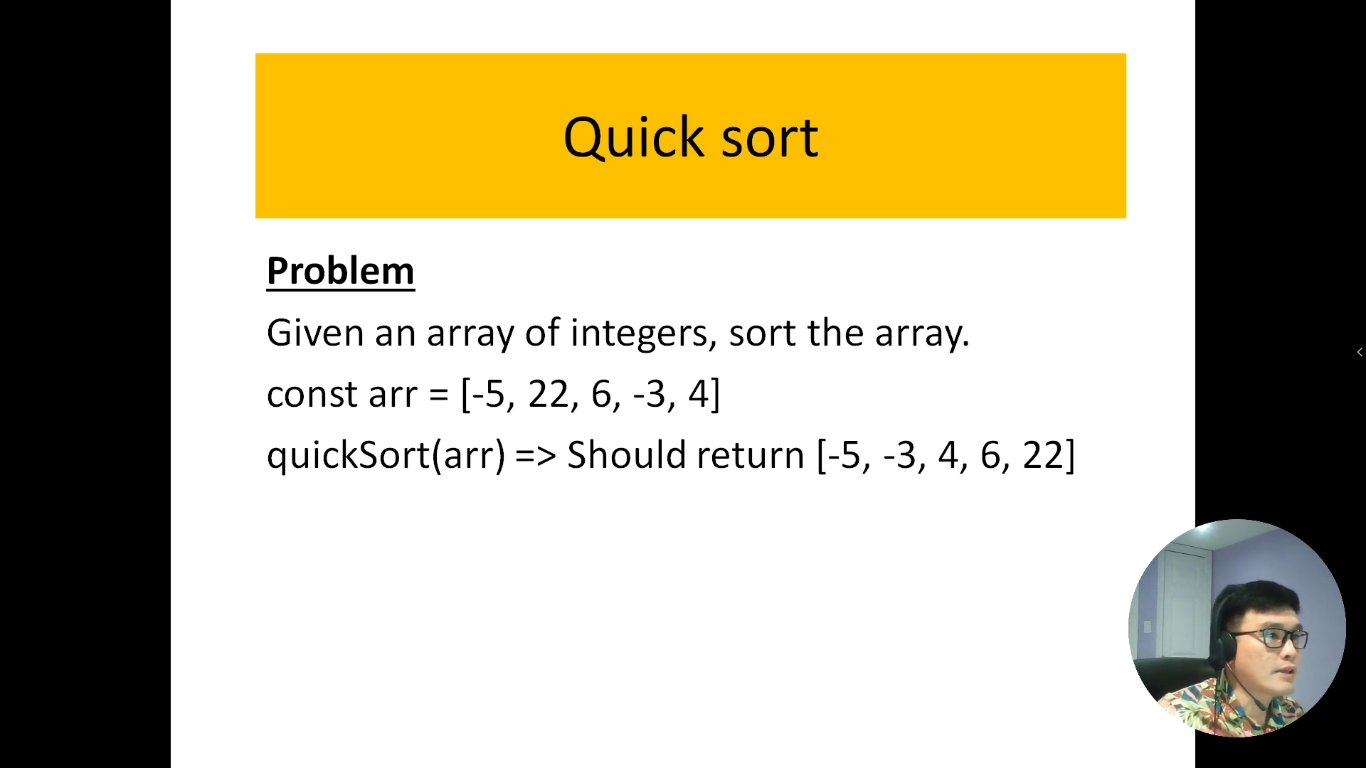 Quick sort
Problem
Given an array of integers, sort the array.
const arr = [-5, 22, 6, -3, 4]
quickSort(arr) => Should return [-5, -3, 4, 6, 22]